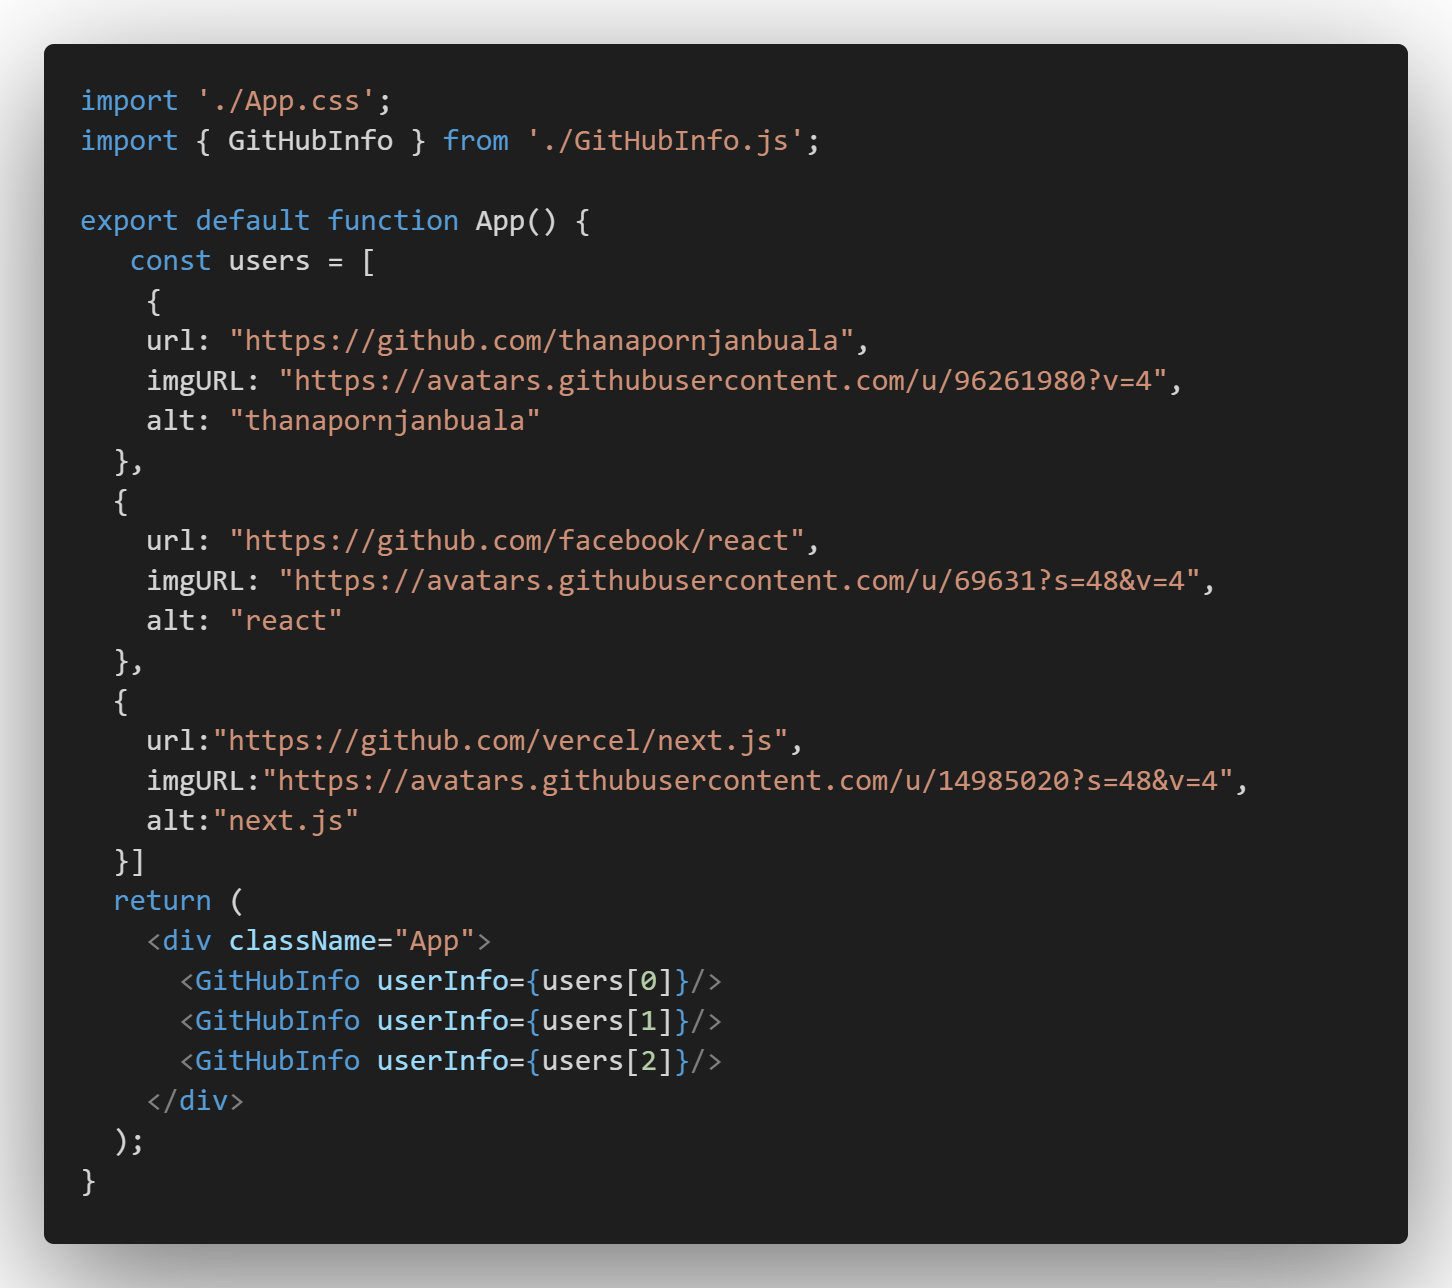 import './App.css';
import { GitHubInfo } from './GitHubInfo.js';

export default function App() {
   const users = [
    {
    url: "https://github.com/thanapornjanbuala",
    imgURL: "https://avatars.githubusercontent.com/u/96261980?v=4",
    alt: "thanapornjanbuala"
  },
  {
    url: "https://github.com/facebook/react",
    imgURL: "https://avatars.githubusercontent.com/u/69631?s=48&v=4",
    alt: "react"
  },
  {
    url:"https://github.com/vercel/next.js",
    imgURL:"https://avatars.githubusercontent.com/u/14985020?s=48&v=4",
    alt:"next.js"
  }]
  return (
    <div className="App">
      <GitHubInfo userInfo={users[0]}/>
      <GitHubInfo userInfo={users[1]}/>
      <GitHubInfo userInfo={users[2]}/>
    </div>
  );
}